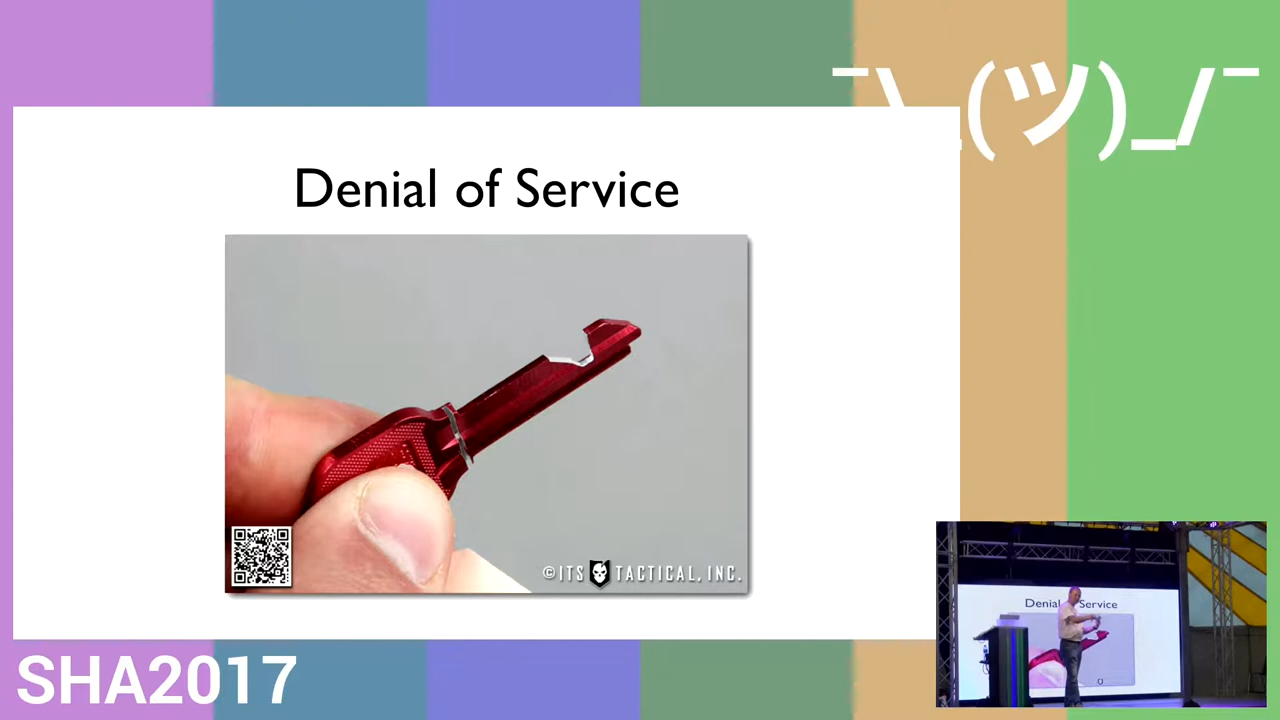 ¯\_(ツ)_/¯
Denial of Service
©ITS TACTICAL, INC.
Denial Service
SHA2017